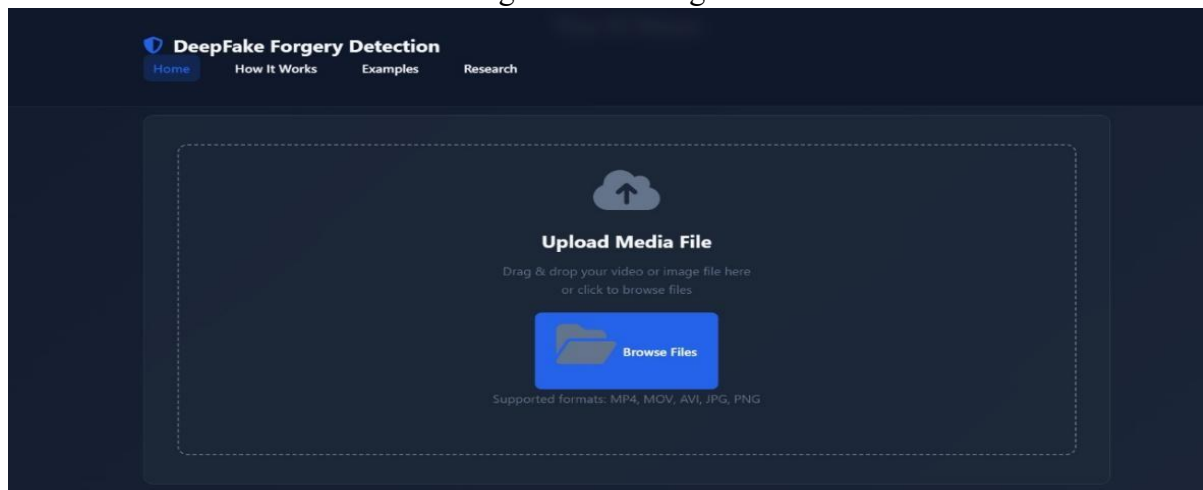 DeepFake Forgery Detection
Home How It Works Examples Research
Upload Media File
Drag & drop your video or image file here
or click to browse files
Browse Files
Supported formats: MP4, MOV, AVI, JPG, PNG